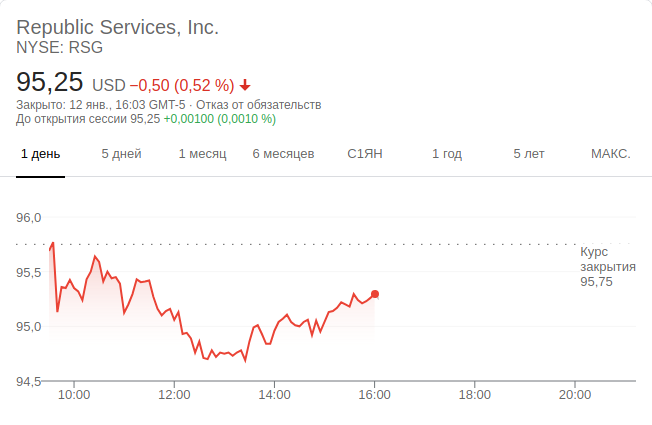 Republic Services, Inc.
NYSE: RSG
95,25 USD −0,50 (0,52 %)
Закрыто: 12 янв., 16:03 GMT-5 · Отказ от обязательств
До открытия сессии 95,25 +0,00100 (0,0010 %)
1 день 5 дней 1 месяц 6 месяцев С1ЯН 1 год 5 лет МАКС.
96,0
Курс
закрытия
95,75
95,5
95,0
94,5
10:00 12:00 14:00 16:00 18:00 20:00